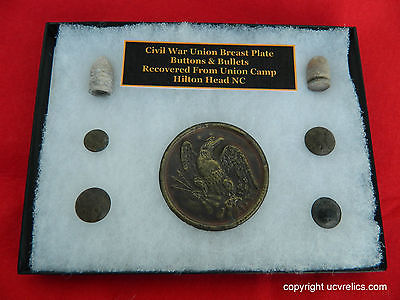 Civil War Union Breast Plate
Buttons & Bullets
Recovered From Union Camp
Hilton Head NC
copyright ucvrelics.com